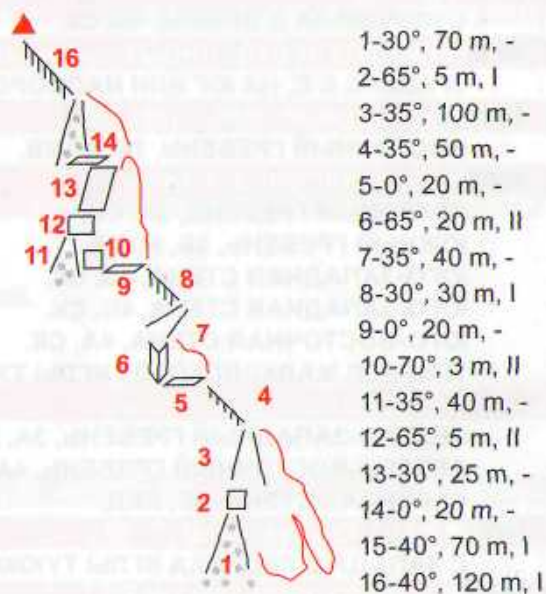 16
14
13
12
11
10
9
8
7
6
5
4
3
2
1
1-30°, 70 m, -
2-65°, 5 m, I
3-35°, 100 m, -
4-35°, 50 m, -
5-0°, 20 m, -
6-65°, 20 m, II
7-35°, 40 m, -
8-30°, 30 m, I
9-0°, 20 m, -
10-70°, 3 m, II
11-35°, 40 m, -
12-65°, 5 m, II
13-30°, 25 m, -
14-0°, 20 m, -
15-40°, 70 m, I
16-40°, 120 m, I